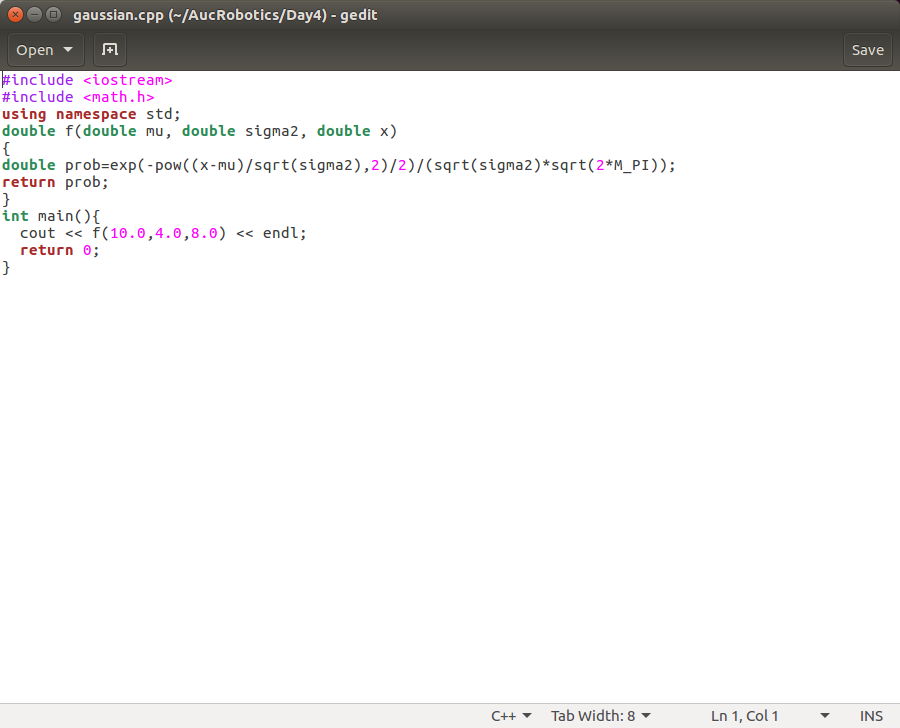 gaussian.cpp (~/AucRobotics/Day4) - gedit
Open Save
#include <iostream>
#include <math.h>
using namespace std;
double f(double mu, double sigma2, double x)
{
double prob=exp(-pow((x-mu)/sqrt(sigma2),2)/2)/(sqrt(sigma2)*sqrt(2*M_PI));
return prob;
}
int main(){
  cout << f(10.0,4.0,8.0) << endl;
  return 0;
}
C++ Tab Width: 8 Ln 1, Col 1 INS